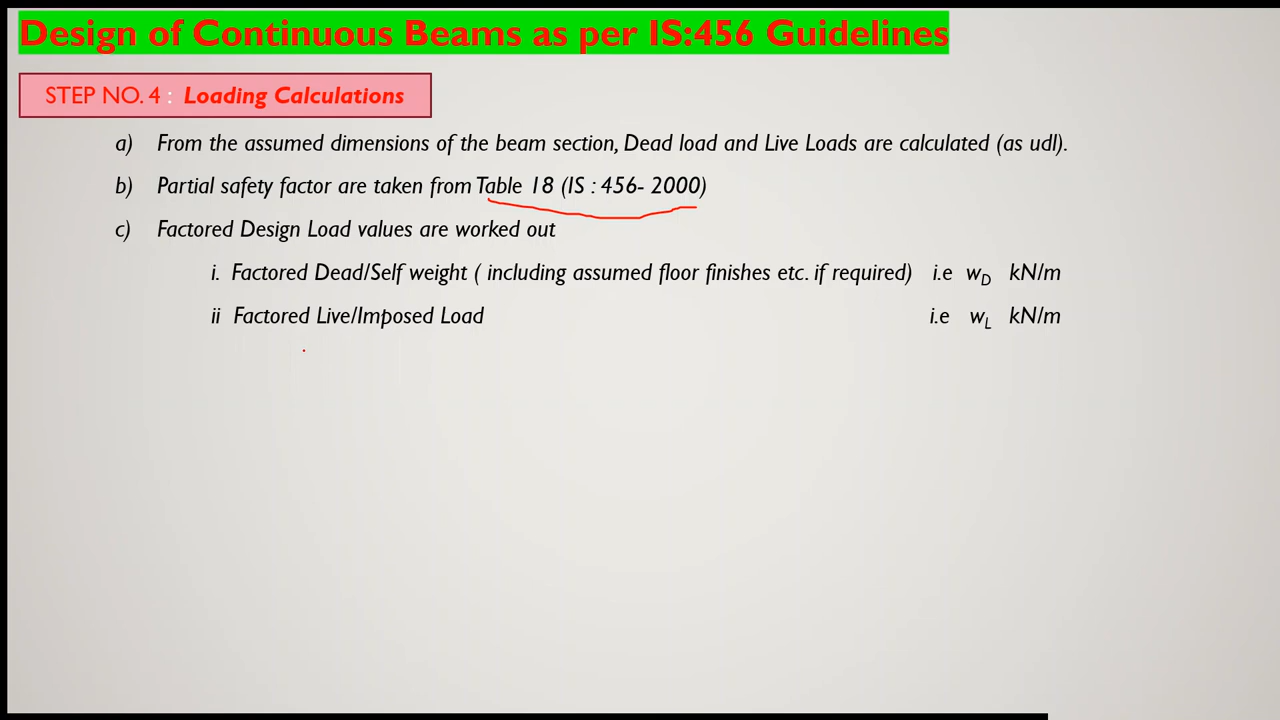 Design of Continuous Beams as per IS:456 Guidelines
STEP NO. 4 : Loading Calculations
a) From the assumed dimensions of the beam section, Dead load and Live Loads are calculated (as udl).
b) Partial safety factor are taken from Table 18 (IS : 456- 2000)
c) Factored Design Load values are worked out
i. Factored Dead/Self weight ( including assumed floor finishes etc. if required) i.e w_D kN/m
ii Factored Live/Imposed Load i.e w_L kN/m